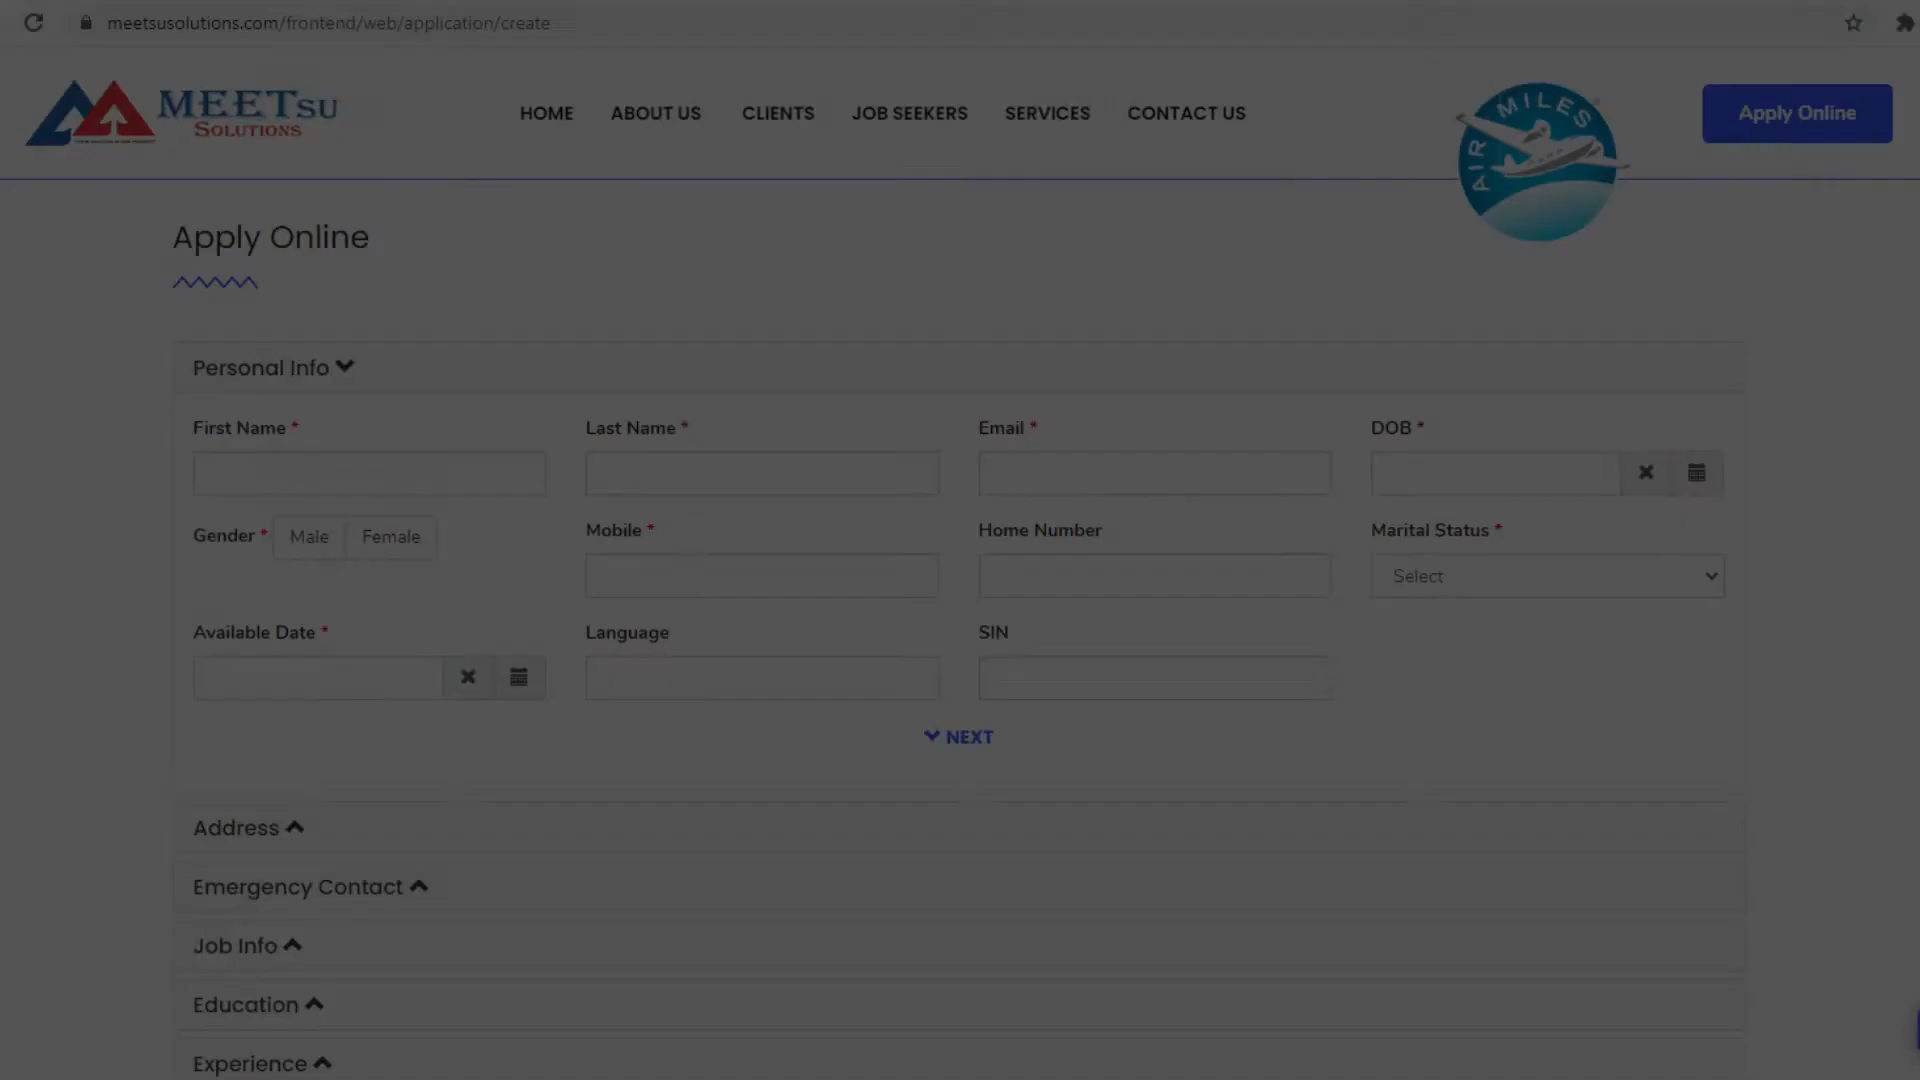 meetsusolutions.com/frontend/web/application/create
MEETSU
SOLUTIONS
HOME ABOUT US CLIENTS JOB SEEKERS SERVICES CONTACT US
AIR MILES
Apply Online
Apply Online
Personal Info
First Name * Last Name * Email * DOB *
Gender * Male Female Mobile * Home Number Marital Status *
Select
Available Date * Language SIN
NEXT
Address
Emergency Contact
Job Info
Education
Experience